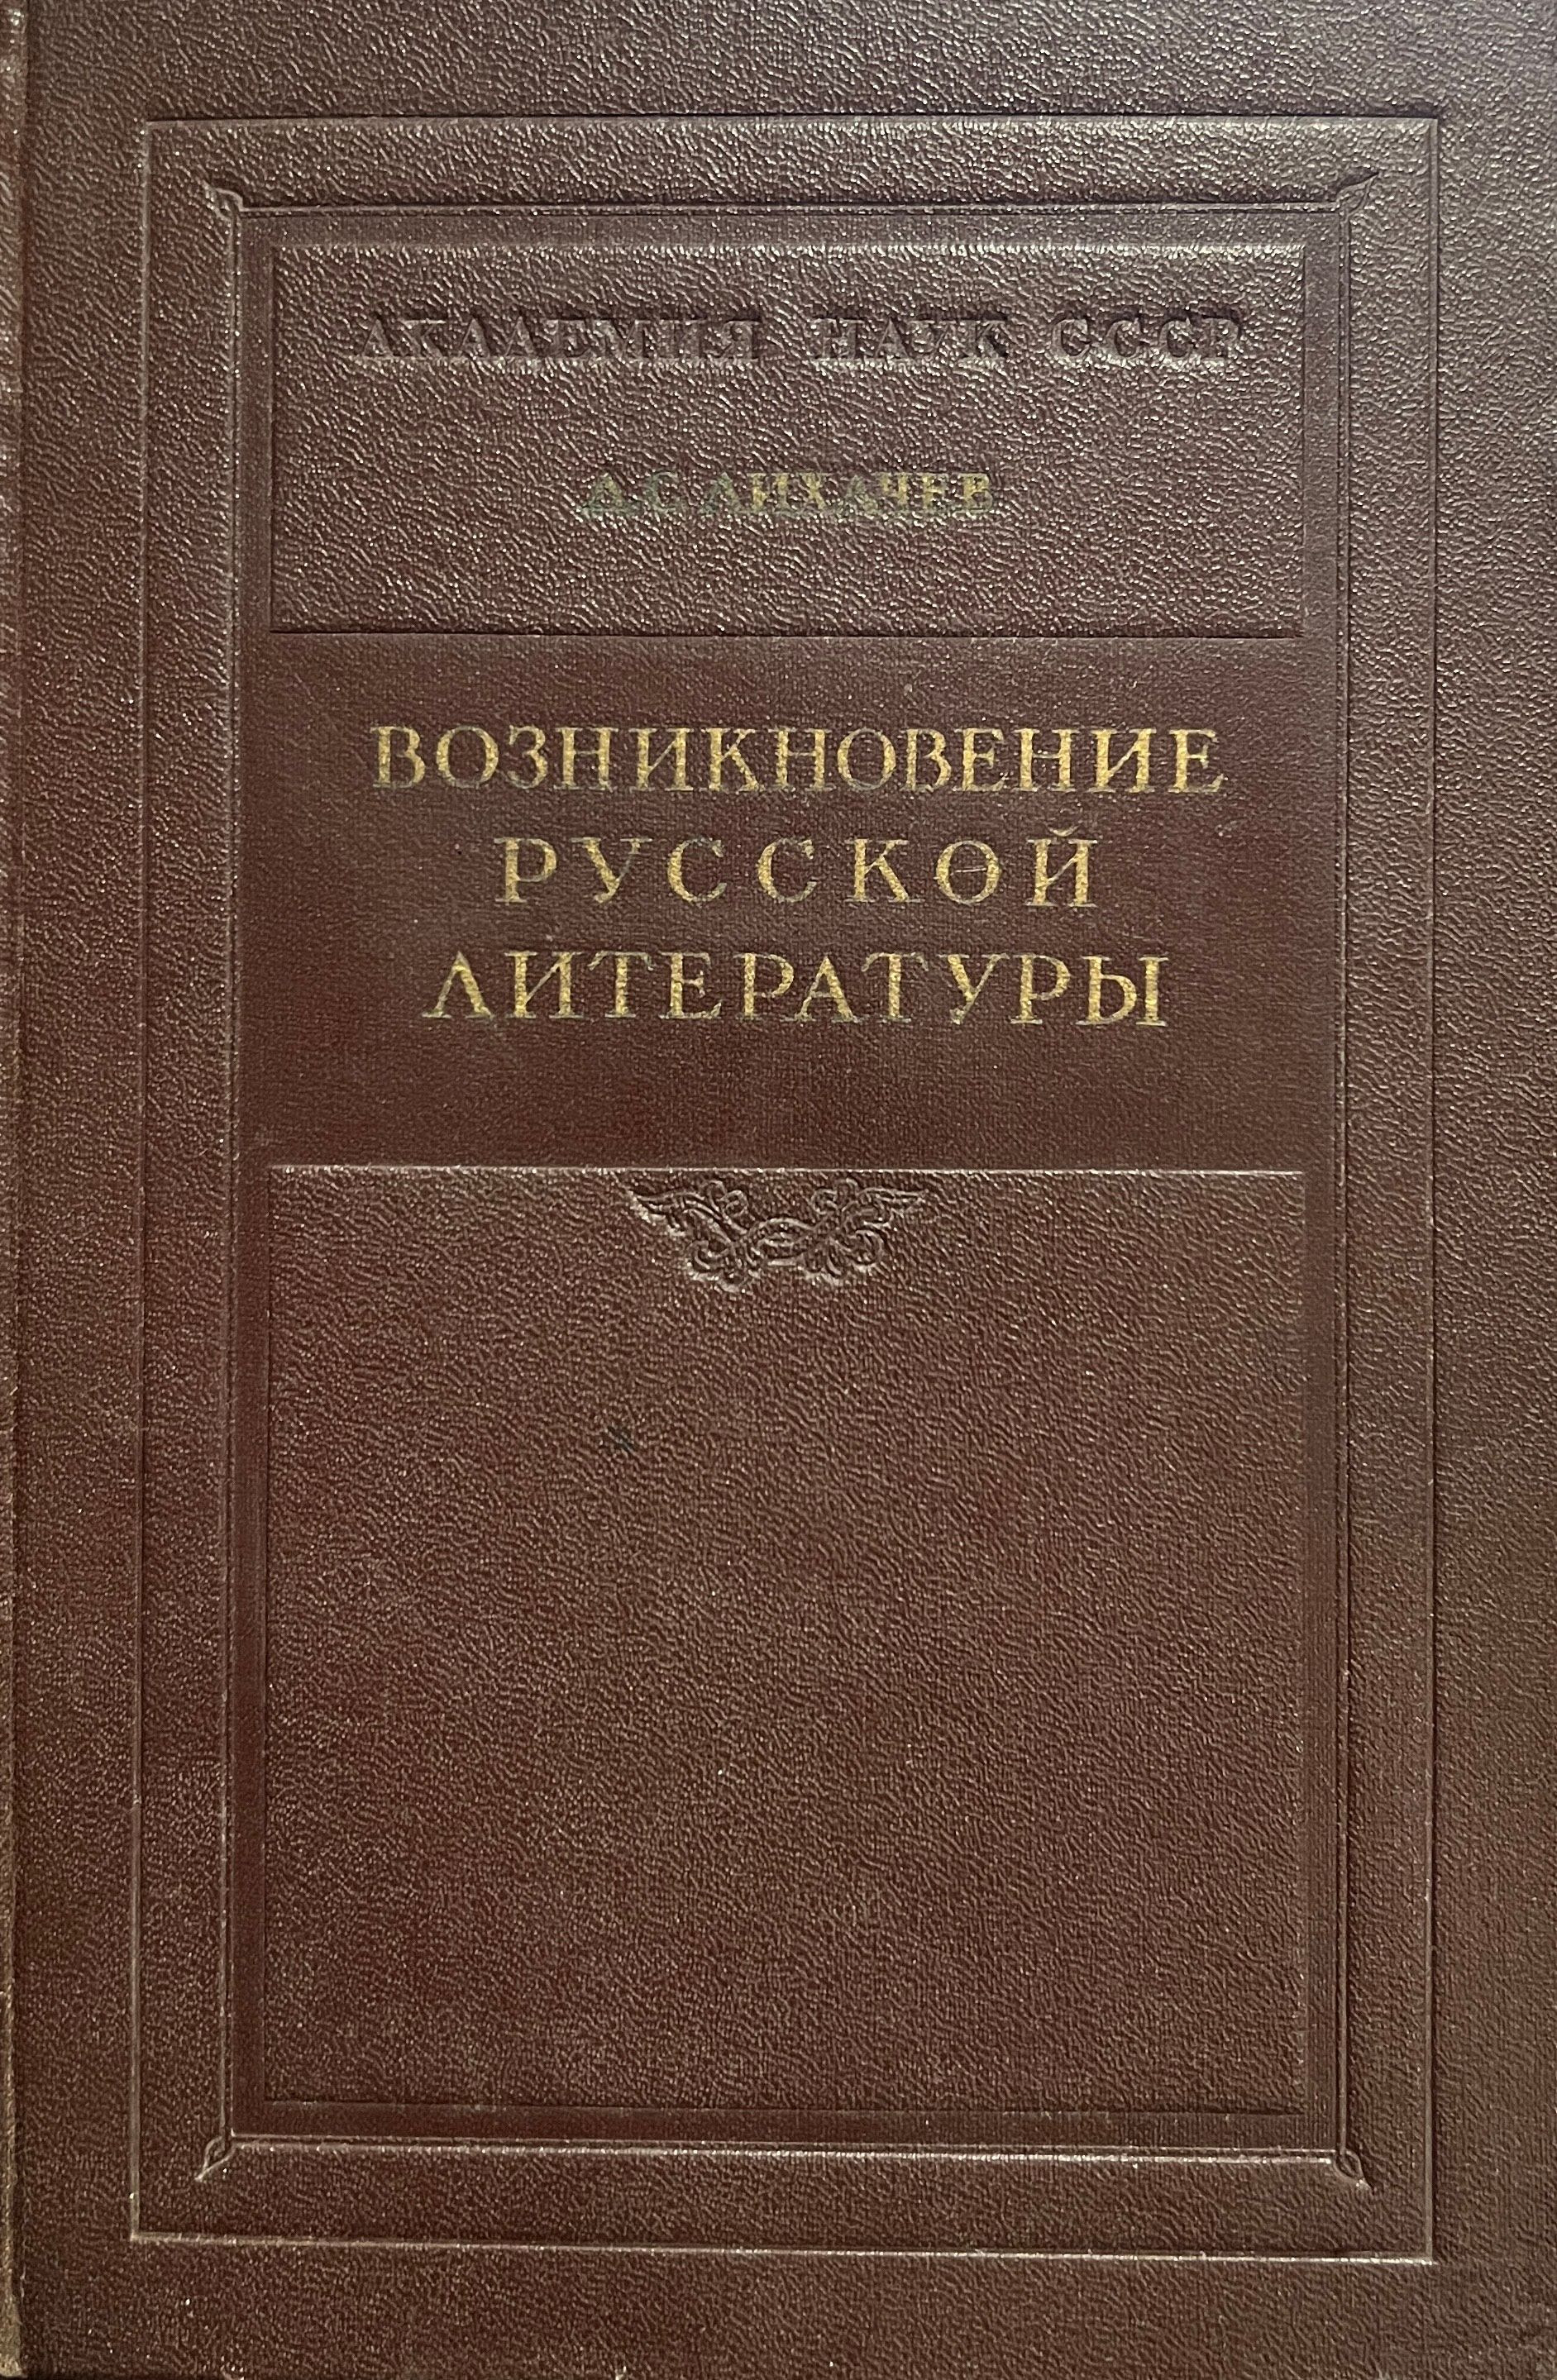 АКАДЕМИЯ НАУК СССР
Д.С.ЛИХАЧЕВ
ВОЗНИКНОВЕНИЕ
РУССКОЙ
ЛИТЕРАТУРЫ